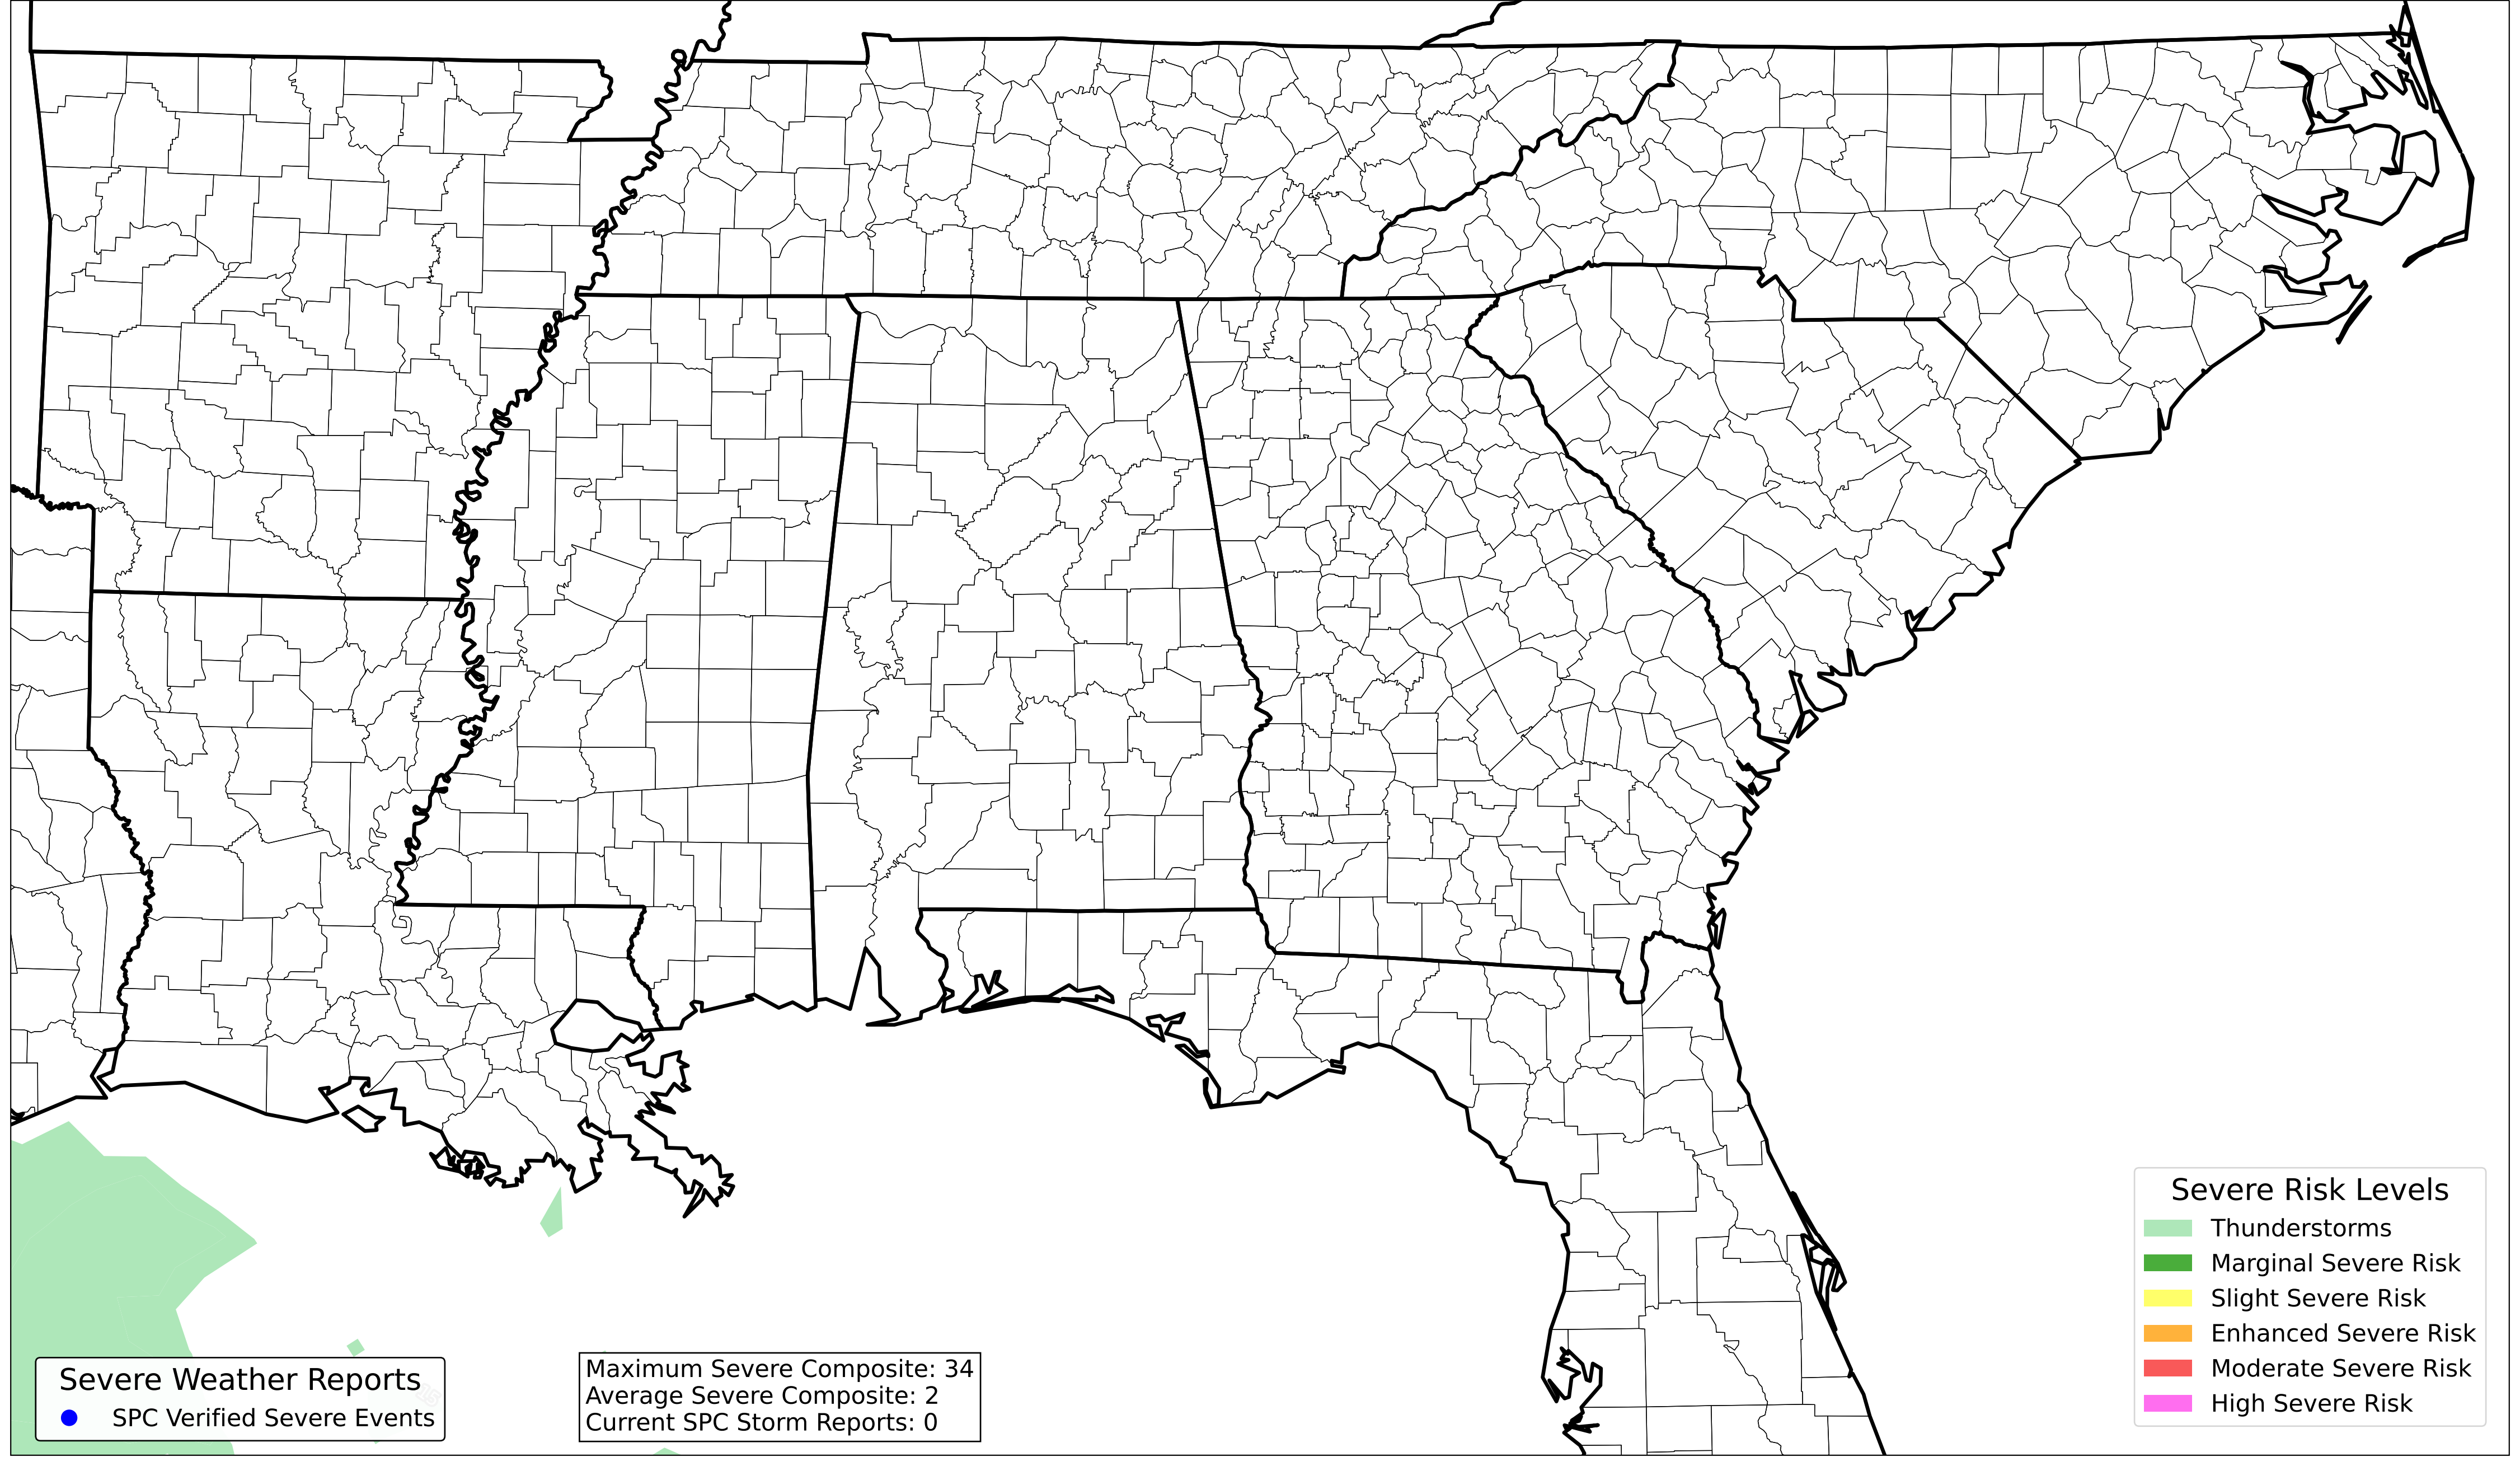 Severe Risk Levels
Thunderstorms
Marginal Severe Risk
Slight Severe Risk
Enhanced Severe Risk
Moderate Severe Risk
High Severe Risk
Severe Weather Reports
SPC Verified Severe Events
Maximum Severe Composite: 34
Average Severe Composite: 2
Current SPC Storm Reports: 0